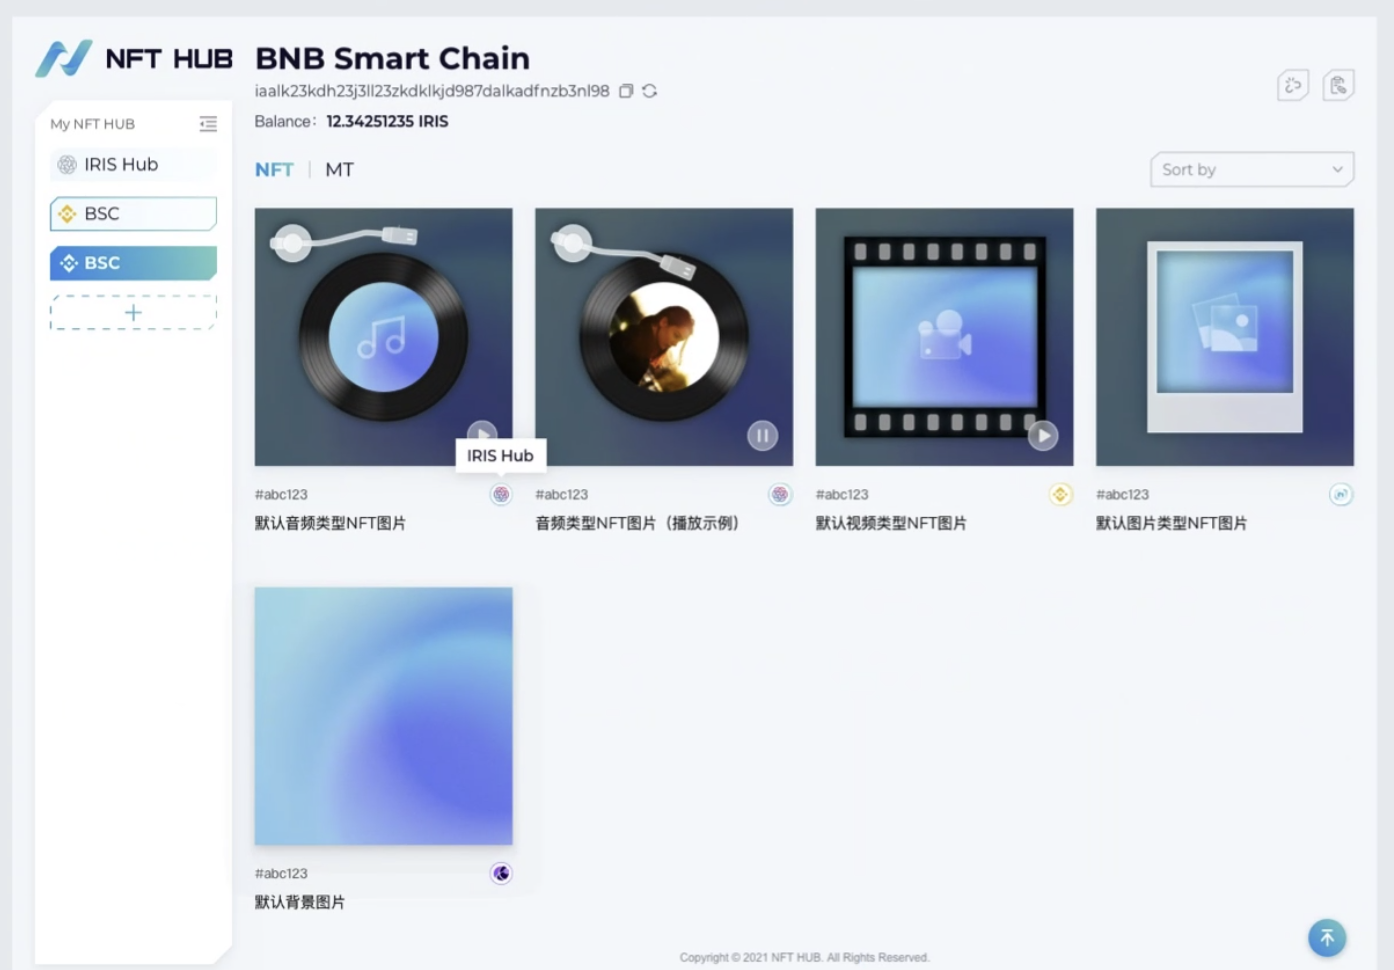 NFT HUB
BNB Smart Chain
iaalk23kdh23j3ll23zkdklkjd987dalkadfnzb3nl98
Balance: 12.34251235 IRIS
My NFT HUB
IRIS Hub
BSC
BSC
NFT | MT
Sort by
IRIS Hub
#abc123
默认音频类型NFT图片
#abc123
音频类型NFT图片（播放示例）
#abc123
默认视频类型NFT图片
#abc123
默认图片类型NFT图片
#abc123
默认背景图片
Copyright © 2021 NFT HUB. All Rights Reserved.